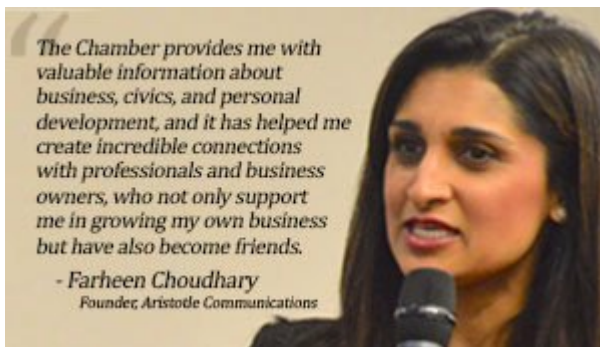 “
The Chamber provides me with
valuable information about
business, civics, and personal
development, and it has helped me
create incredible connections
with professionals and business
owners, who not only support
me in growing my own business
but have also become friends.
- Farheen Choudhary
Founder, Aristotle Communications